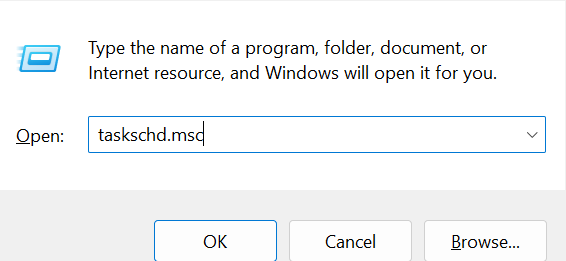 Type the name of a program, folder, document, or
Internet resource, and Windows will open it for you.
Open: taskschd.msc
OK Cancel Browse...